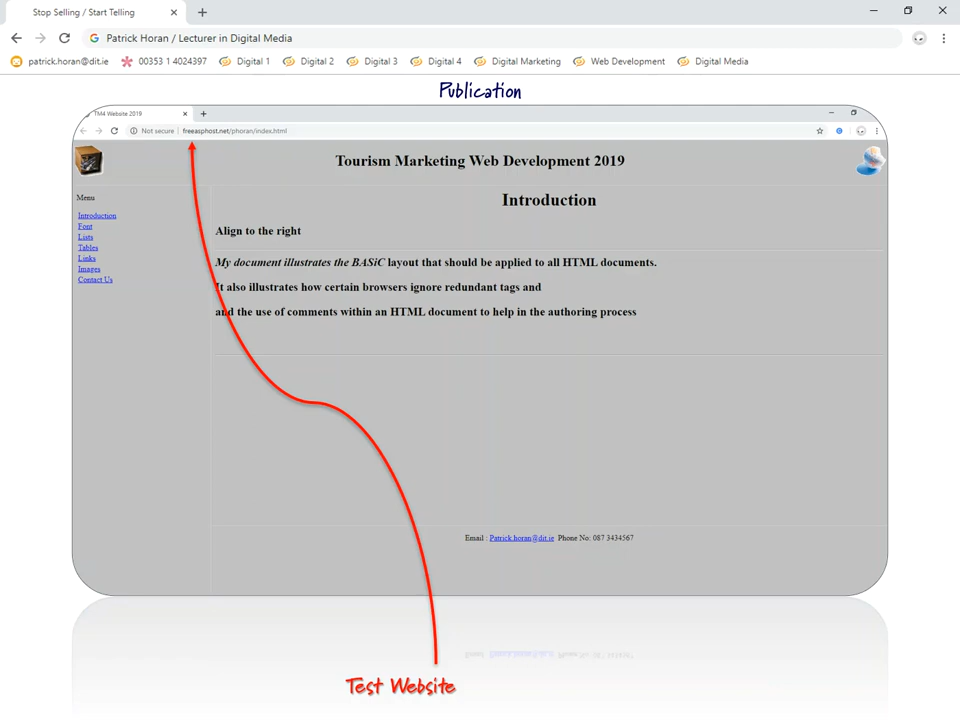 Stop Selling / Start Telling
Patrick Horan / Lecturer in Digital Media
patrick.horan@dit.ie 00353 1 4024397 Digital 1 Digital 2 Digital 3 Digital 4 Digital Marketing Web Development Digital Media
Publication
TM4 Website 2019
Not secure freeasphost.net/phoran/index.html
Tourism Marketing Web Development 2019
Menu
Introduction
Font
Lists
Tables
Links
Images
Contact Us
Introduction
Align to the right
My document illustrates the BASiC layout that should be applied to all HTML documents.
It also illustrates how certain browsers ignore redundant tags and
and the use of comments within an HTML document to help in the authoring process
Email : Patrick.horan@dit.ie Phone No: 087 3434567
Test Website